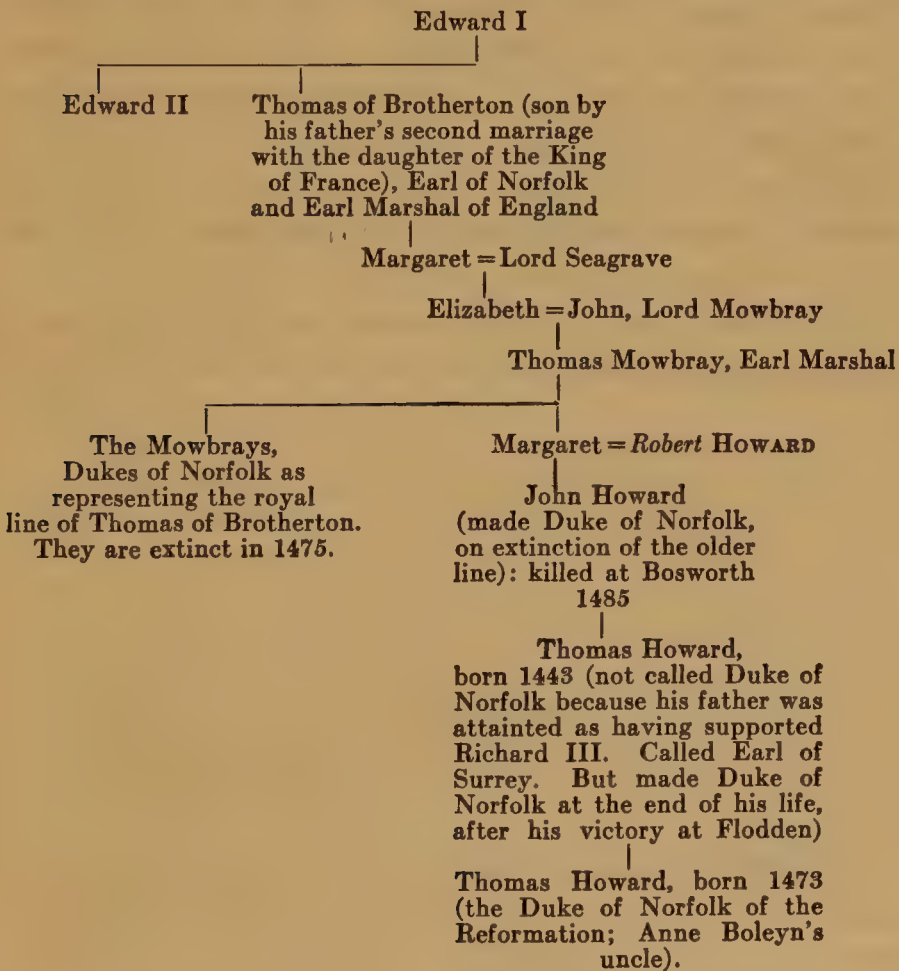 Edward I
Edward II
Thomas of Brotherton (son by
his father's second marriage
with the daughter of the King
of France), Earl of Norfolk
and Earl Marshal of England
Margaret = Lord Seagrave
Elizabeth = John, Lord Mowbray
Thomas Mowbray, Earl Marshal
The Mowbrays,
Dukes of Norfolk as
representing the royal
line of Thomas of Brotherton.
They are extinct in 1475.
Margaret = Robert HOWARD
John Howard
(made Duke of Norfolk,
on extinction of the older
line): killed at Bosworth
1485
Thomas Howard,
born 1443 (not called Duke of
Norfolk because his father was
attainted as having supported
Richard III. Called Earl of
Surrey. But made Duke of
Norfolk at the end of his life,
after his victory at Flodden)
Thomas Howard, born 1473
(the Duke of Norfolk of the
Reformation; Anne Boleyn's
uncle).